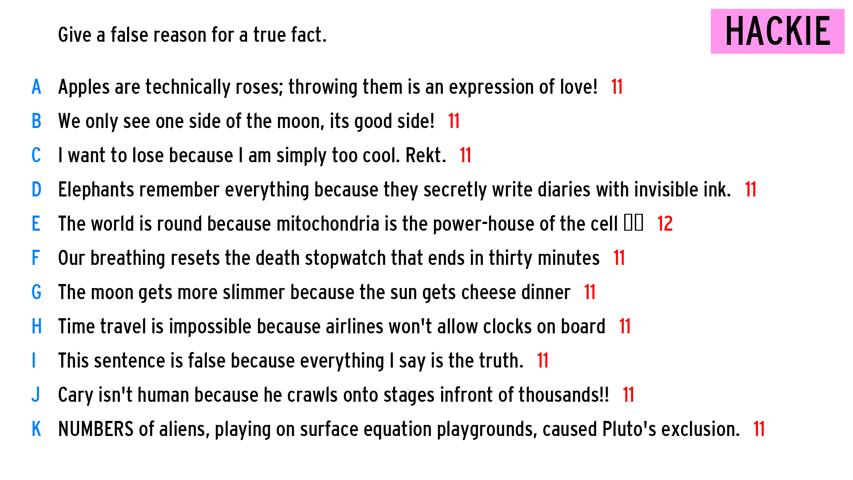 Give a false reason for a true fact.
HACKIE
A Apples are technically roses; throwing them is an expression of love! 11
B We only see one side of the moon, its good side! 11
C I want to lose because I am simply too cool. Rekt. 11
D Elephants remember everything because they secretly write diaries with invisible ink. 11
E The world is round because mitochondria is the power-house of the cell 12
F Our breathing resets the death stopwatch that ends in thirty minutes 11
G The moon gets more slimmer because the sun gets cheese dinner 11
H Time travel is impossible because airlines won't allow clocks on board 11
I This sentence is false because everything I say is the truth. 11
J Cary isn't human because he crawls onto stages infront of thousands!! 11
K NUMBERS of aliens, playing on surface equation playgrounds, caused Pluto's exclusion. 11